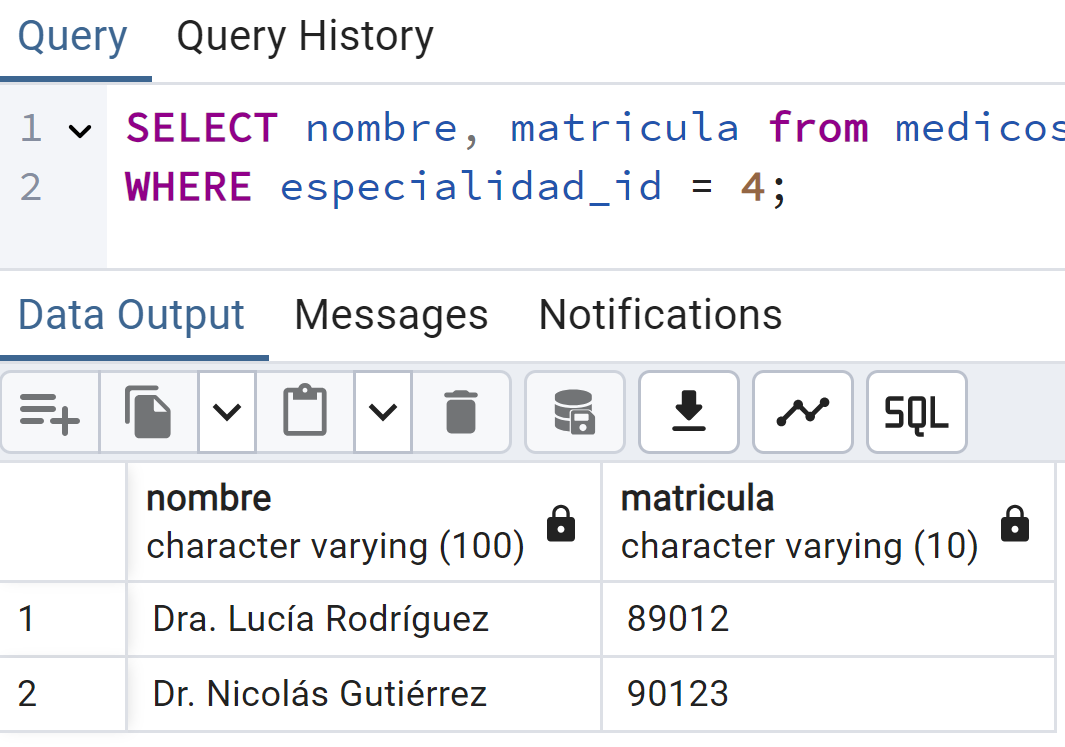 Query Query History
1 SELECT nombre, matricula from medicos
2 WHERE especialidad_id = 4;
Data Output Messages Notifications
SQL
nombre matricula
character varying (100) character varying (10)
1 Dra. Lucía Rodríguez 89012
2 Dr. Nicolás Gutiérrez 90123